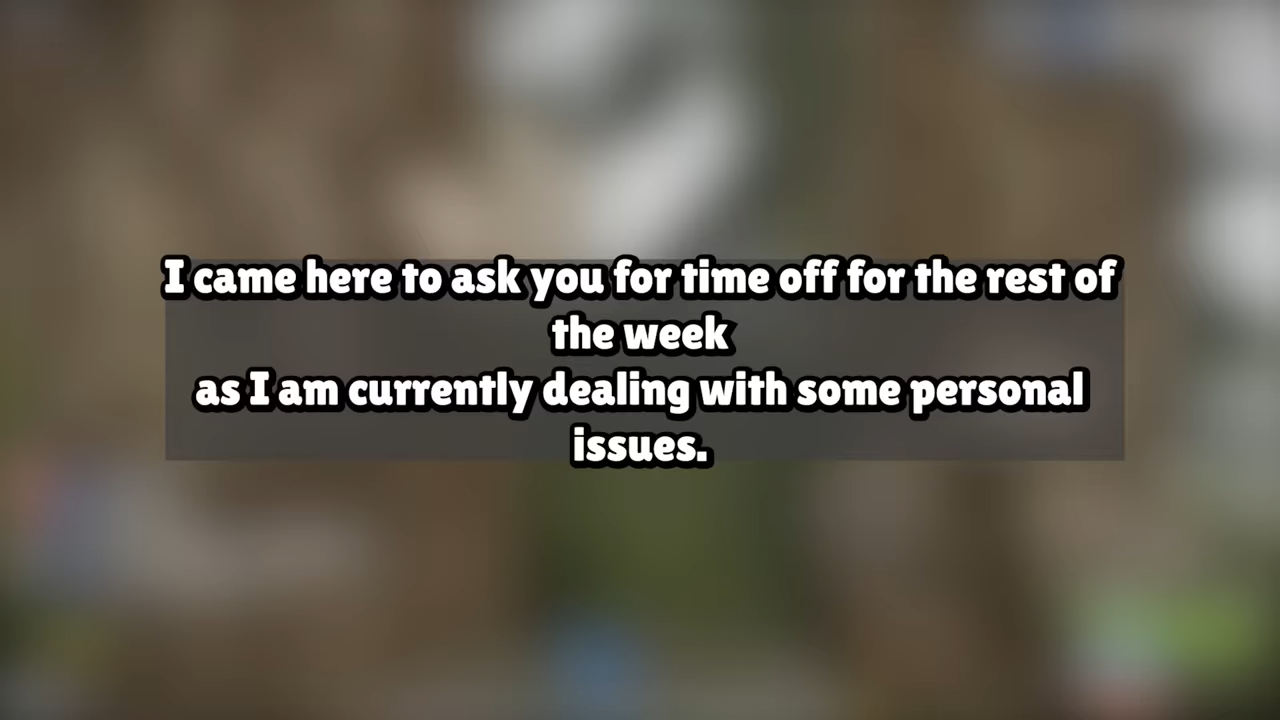 I came here to ask you for time off for the rest of
the week
as I am currently dealing with some personal
issues.